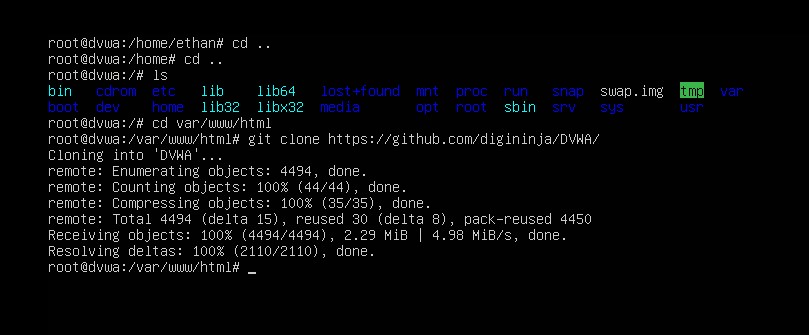 root@dvwa:/home/ethan# cd ..
root@dvwa:/home# cd ..
root@dvwa:/# ls
bin   cdrom  etc   lib    lib64   lost+found  mnt  proc  run   snap  swap.img  tmp  var
boot  dev    home  lib32  libx32  media       opt  root  sbin  srv   sys       usr
root@dvwa:/# cd var/www/html
root@dvwa:/var/www/html# git clone https://github.com/digininja/DVWA/
Cloning into 'DVWA'...
remote: Enumerating objects: 4494, done.
remote: Counting objects: 100% (44/44), done.
remote: Compressing objects: 100% (35/35), done.
remote: Total 4494 (delta 15), reused 30 (delta 8), pack-reused 4450
Receiving objects: 100% (4494/4494), 2.29 MiB | 4.98 MiB/s, done.
Resolving deltas: 100% (2110/2110), done.
root@dvwa:/var/www/html# _